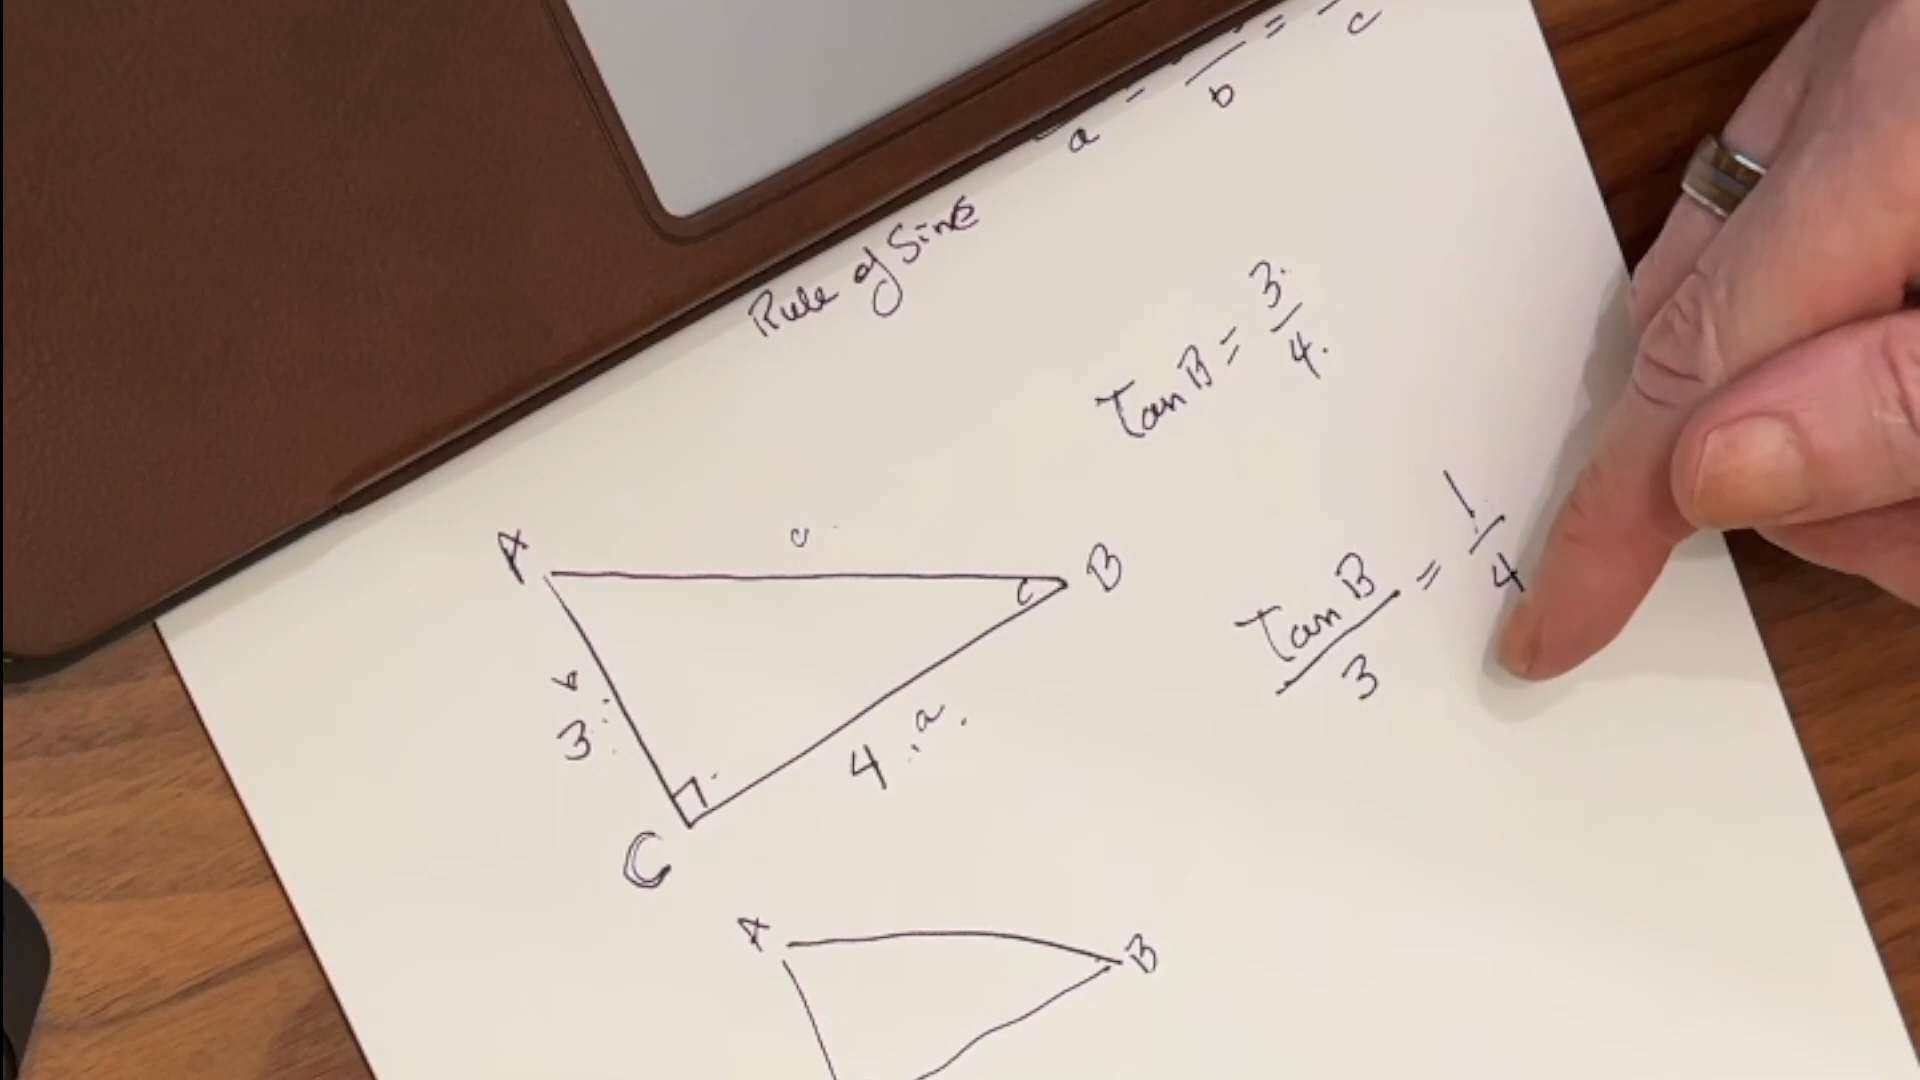 a = b = c
Rule of Sine
Tan B = 3/4
A c B
Tan B/3 = 1/4
b
3
a
4
C
A B